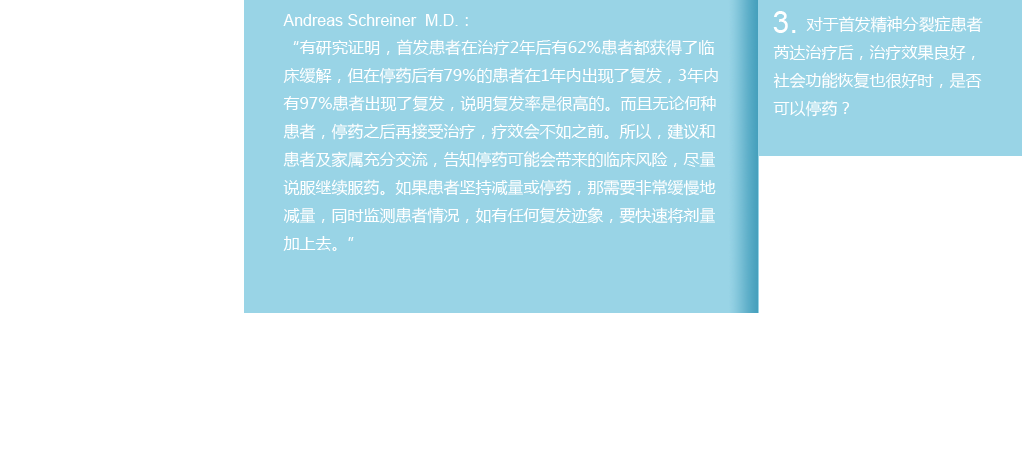 Andreas Schreiner  M.D.：
“有研究证明，首发患者在治疗2年后有62%患者都获得了临
床缓解，但在停药后有79%的患者在1年内出现了复发，3年内
有97%患者出现了复发，说明复发率是很高的。而且无论何种
患者，停药之后再接受治疗，疗效会不如之前。所以，建议和
患者及家属充分交流，告知停药可能会带来的临床风险，尽量
说服继续服药。如果患者坚持减量或停药，那需要非常缓慢地
减量，同时监测患者情况，如有任何复发迹象，要快速将剂量
加上去。”
3. 对于首发精神分裂症患者
芮达治疗后，治疗效果良好，
社会功能恢复也很好时，是否
可以停药？